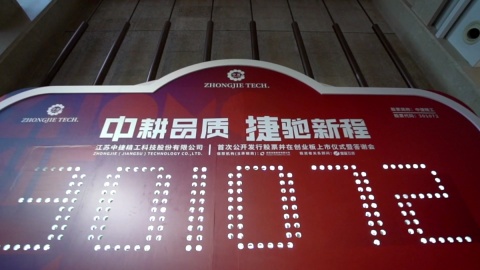 ZHONGJIE TECH.
ZHONGJIE TECH.
中耕品质 捷驰新程
江苏中捷精工科技股份有限公司
首次公开发行股票并在创业板上市仪式暨答谢会
ZHONGJIE ( JIANGSU ) TECHNOLOGY CO.,LTD.
301072